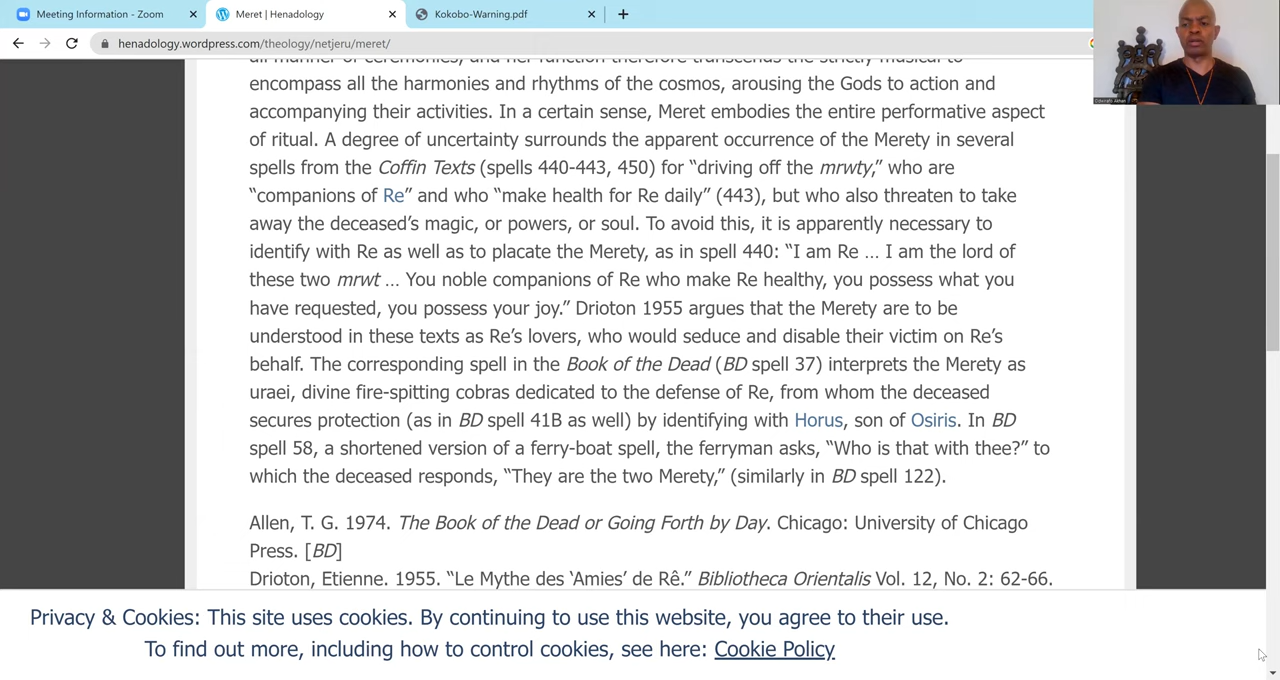 Meeting Information - Zoom
Meret | Henadology
Kokobo-Warning.pdf
henadology.wordpress.com/theology/netjeru/meret/
all manner of ceremonies, and her function therefore transcends the strictly musical to
encompass all the harmonies and rhythms of the cosmos, arousing the Gods to action and
accompanying their activities. In a certain sense, Meret embodies the entire performative aspect
of ritual. A degree of uncertainty surrounds the apparent occurrence of the Merety in several
spells from the Coffin Texts (spells 440-443, 450) for “driving off the mrwty,” who are
“companions of Re” and who “make health for Re daily” (443), but who also threaten to take
away the deceased’s magic, or powers, or soul. To avoid this, it is apparently necessary to
identify with Re as well as to placate the Merety, as in spell 440: “I am Re … I am the lord of
these two mrwt … You noble companions of Re who make Re healthy, you possess what you
have requested, you possess your joy.” Drioton 1955 argues that the Merety are to be
understood in these texts as Re’s lovers, who would seduce and disable their victim on Re’s
behalf. The corresponding spell in the Book of the Dead (BD spell 37) interprets the Merety as
uraei, divine fire-spitting cobras dedicated to the defense of Re, from whom the deceased
secures protection (as in BD spell 41B as well) by identifying with Horus, son of Osiris. In BD
spell 58, a shortened version of a ferry-boat spell, the ferryman asks, “Who is that with thee?” to
which the deceased responds, “They are the two Merety,” (similarly in BD spell 122).
Allen, T. G. 1974. The Book of the Dead or Going Forth by Day. Chicago: University of Chicago
Press. [BD]
Drioton, Etienne. 1955. “Le Mythe des ‘Amies’ de Rê.” Bibliotheca Orientalis Vol. 12, No. 2: 62-66.
Privacy & Cookies: This site uses cookies. By continuing to use this website, you agree to their use.
To find out more, including how to control cookies, see here: Cookie Policy